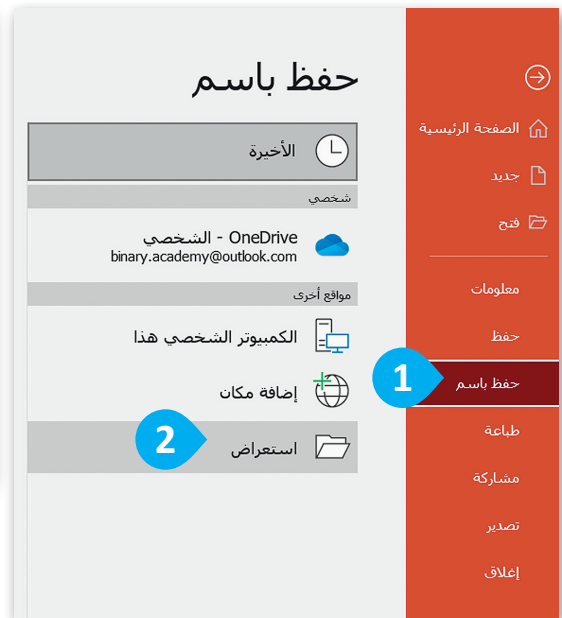 الصفحة الرئيسية
جديد
فتح
معلومات
حفظ
حفظ باسم
1
طباعة
مشاركة
تصدير
إغلاق
حفظ باسم
الأخيرة
شخصي
OneDrive - الشخصي
binary.academy@outlook.com
مواقع أخرى
الكمبيوتر الشخصي هذا
إضافة مكان
استعراض
2